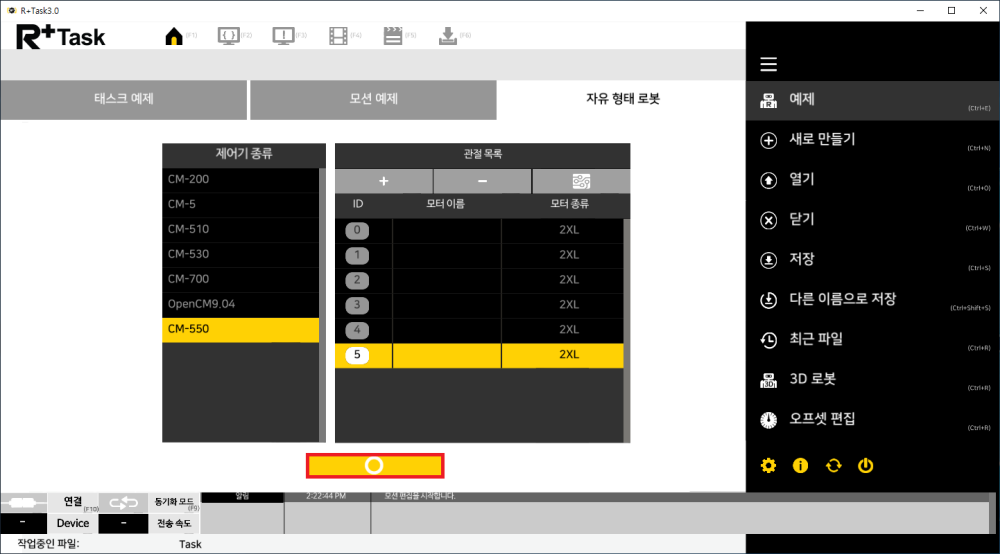 R+Task3.0
R+Task
(F1)
(F2)
(F3)
(F4)
(F5)
(F6)
태스크 예제
모션 예제
자유 형태 로봇
제어기 종류
CM-200
CM-5
CM-510
CM-530
CM-700
OpenCM9.04
CM-550
관절 목록
+
-
ID
모터 이름
모터 종류
0
2XL
1
2XL
2
2XL
3
2XL
4
2XL
5
2XL
예제
(Ctrl+E)
새로 만들기
(Ctrl+N)
열기
(Ctrl+O)
닫기
(Ctrl+W)
저장
(Ctrl+S)
다른 이름으로 저장
(Ctrl+Shift+S)
최근 파일
(Ctrl+R)
3D 로봇
(Ctrl+R)
오프셋 편집
(Ctrl+R)
연결
(F10)
동기화 모드
(F9)
알림
2:22:44 PM
모션 편집을 시작합니다.
-
Device
-
전송 속도
작업중인 파일:
Task